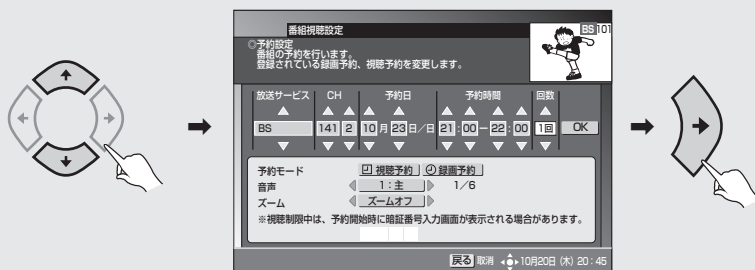 番組視聴設定
BS101
◎予約設定
番組の予約を行います。
登録されている録画予約、視聴予約を変更します。
放送サービス CH 予約日 予約時間 回数
BS 141 2 10月23日/日 21:00－22:00 1回 OK
予約モード 視聴予約 録画予約
音声 1:主 1/6
ズーム ズームオフ
※視聴制限中は、予約開始時に暗証番号入力画面が表示される場合があります。
戻る 取消 10月20日(木) 20:45